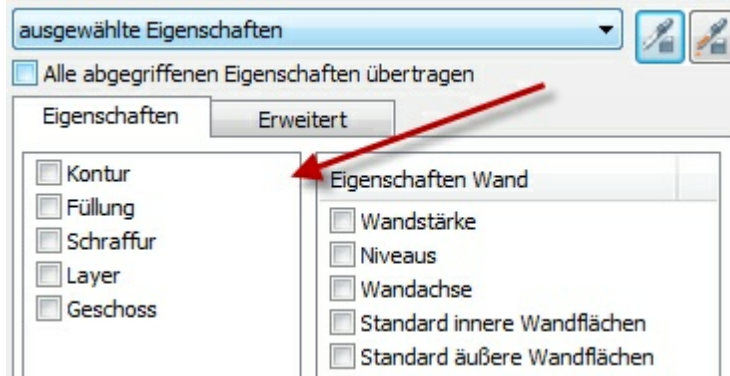 ausgewählte Eigenschaften
Alle abgegriffenen Eigenschaften übertragen
Eigenschaften
Erweitert
Kontur
Füllung
Schraffur
Layer
Geschoss
Eigenschaften Wand
Wandstärke
Niveaus
Wandachse
Standard innere Wandflächen
Standard äußere Wandflächen